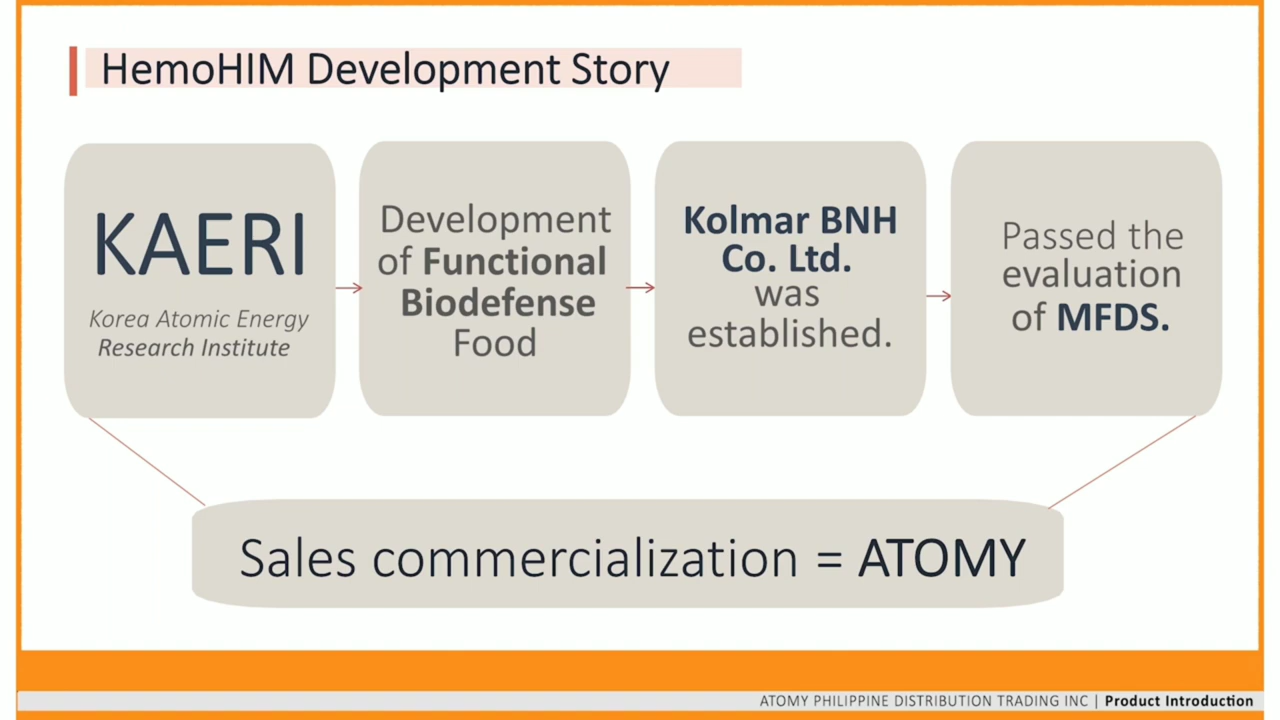 HemoHIM Development Story
KAERI
Korea Atomic Energy
Research Institute
Development
of Functional
Biodefense
Food
Kolmar BNH
Co. Ltd.
was
established.
Passed the
evaluation
of MFDS.
Sales commercialization = ATOMY
ATOMY PHILIPPINE DISTRIBUTION TRADING INC | Product Introduction